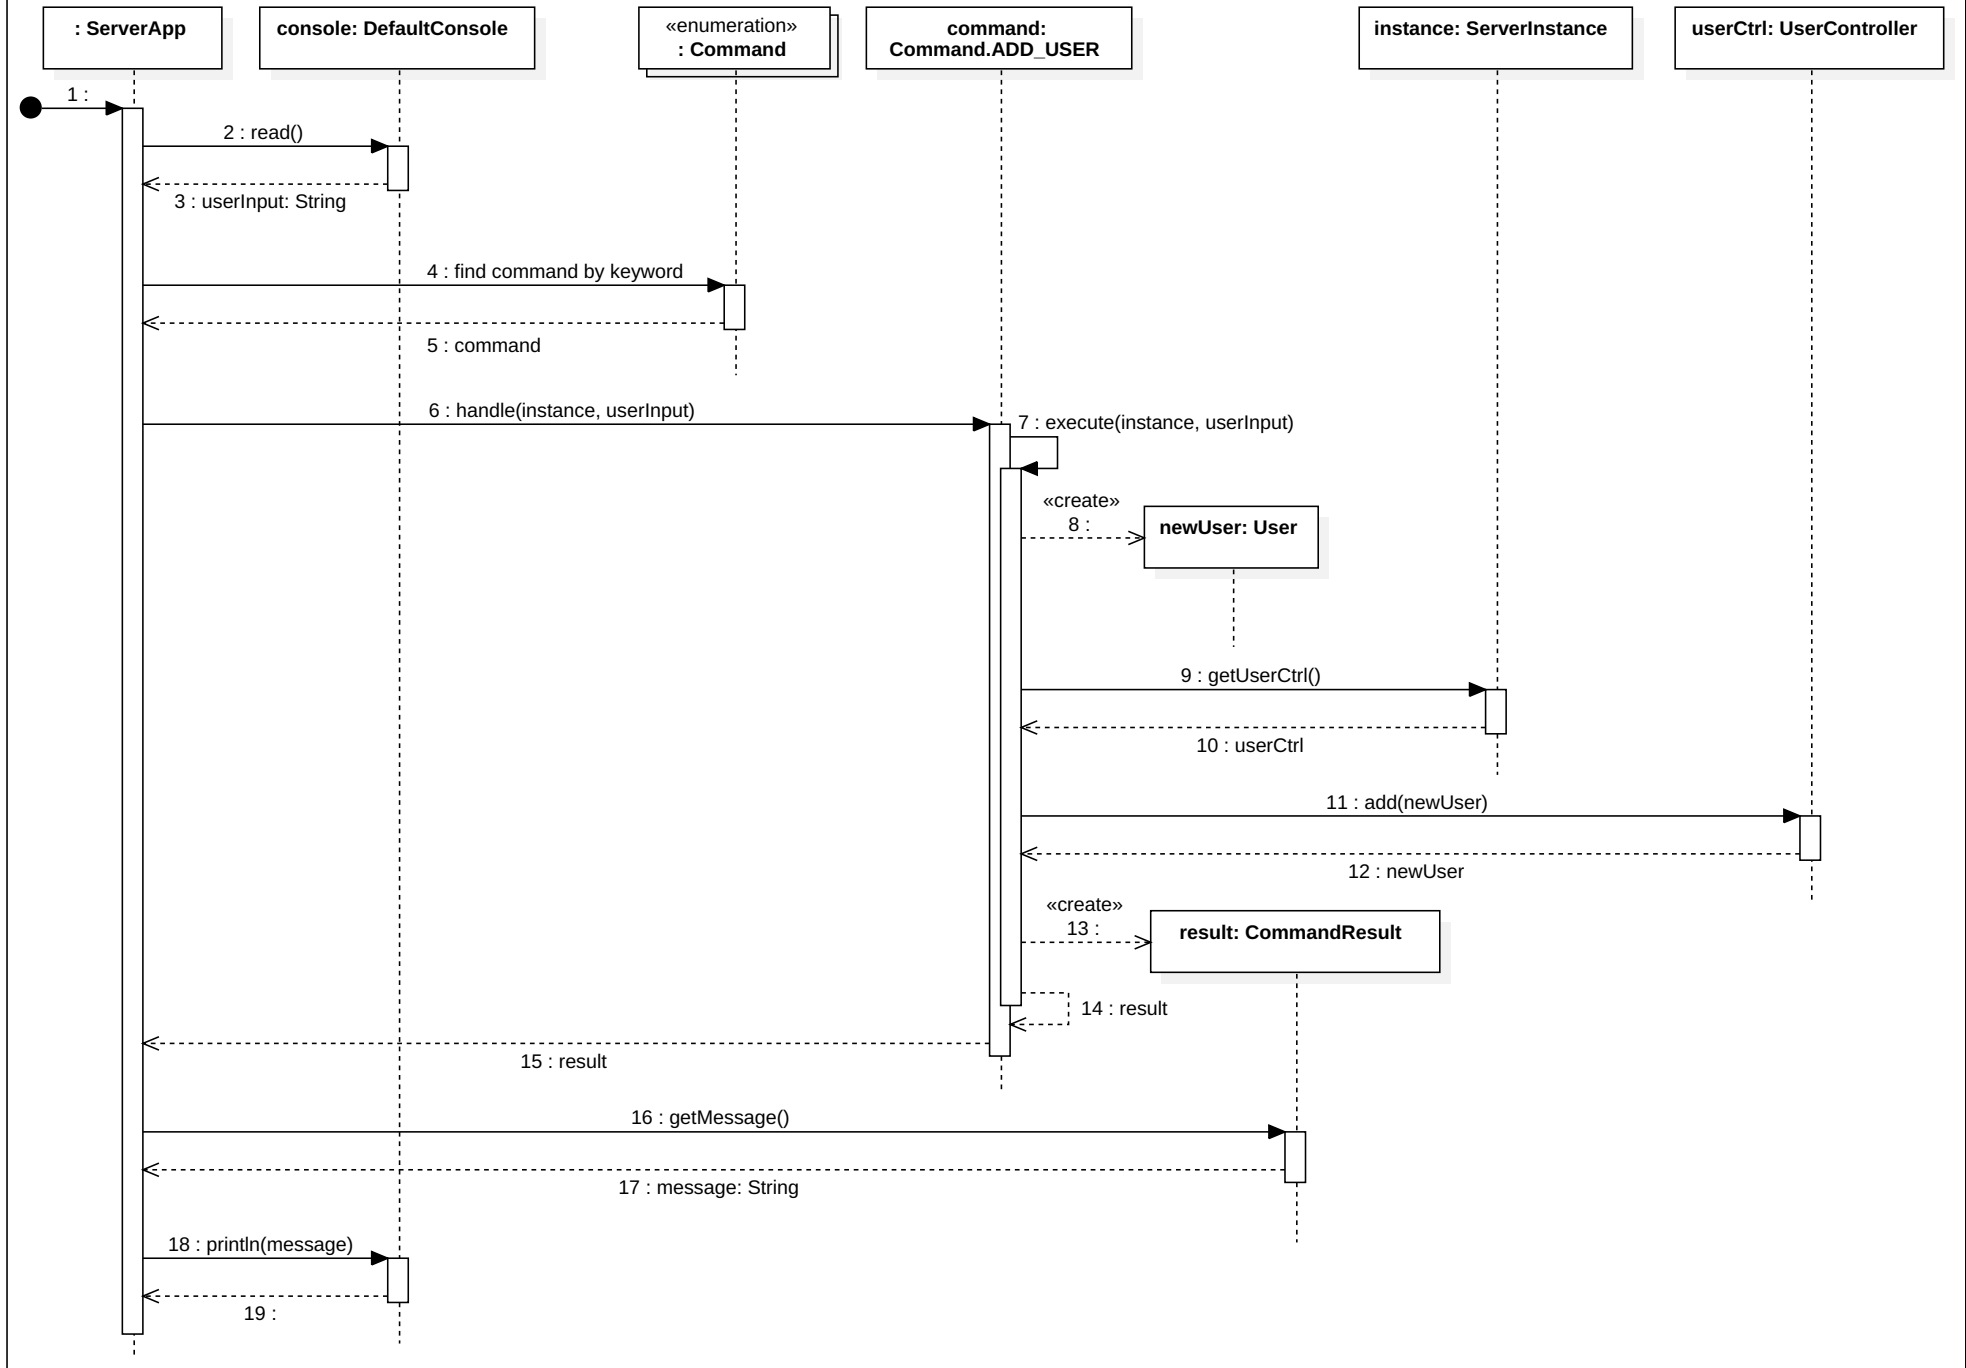 : ServerApp
console: DefaultConsole
«enumeration»
: Command
command:
Command.ADD_USER
instance: ServerInstance
userCtrl: UserController
1 :
2 : read()
3 : userInput: String
4 : find command by keyword
5 : command
6 : handle(instance, userInput)
7 : execute(instance, userInput)
«create»
8 :
newUser: User
9 : getUserCtrl()
10 : userCtrl
11 : add(newUser)
12 : newUser
«create»
13 :
result: CommandResult
14 : result
15 : result
16 : getMessage()
17 : message: String
18 : println(message)
19 :